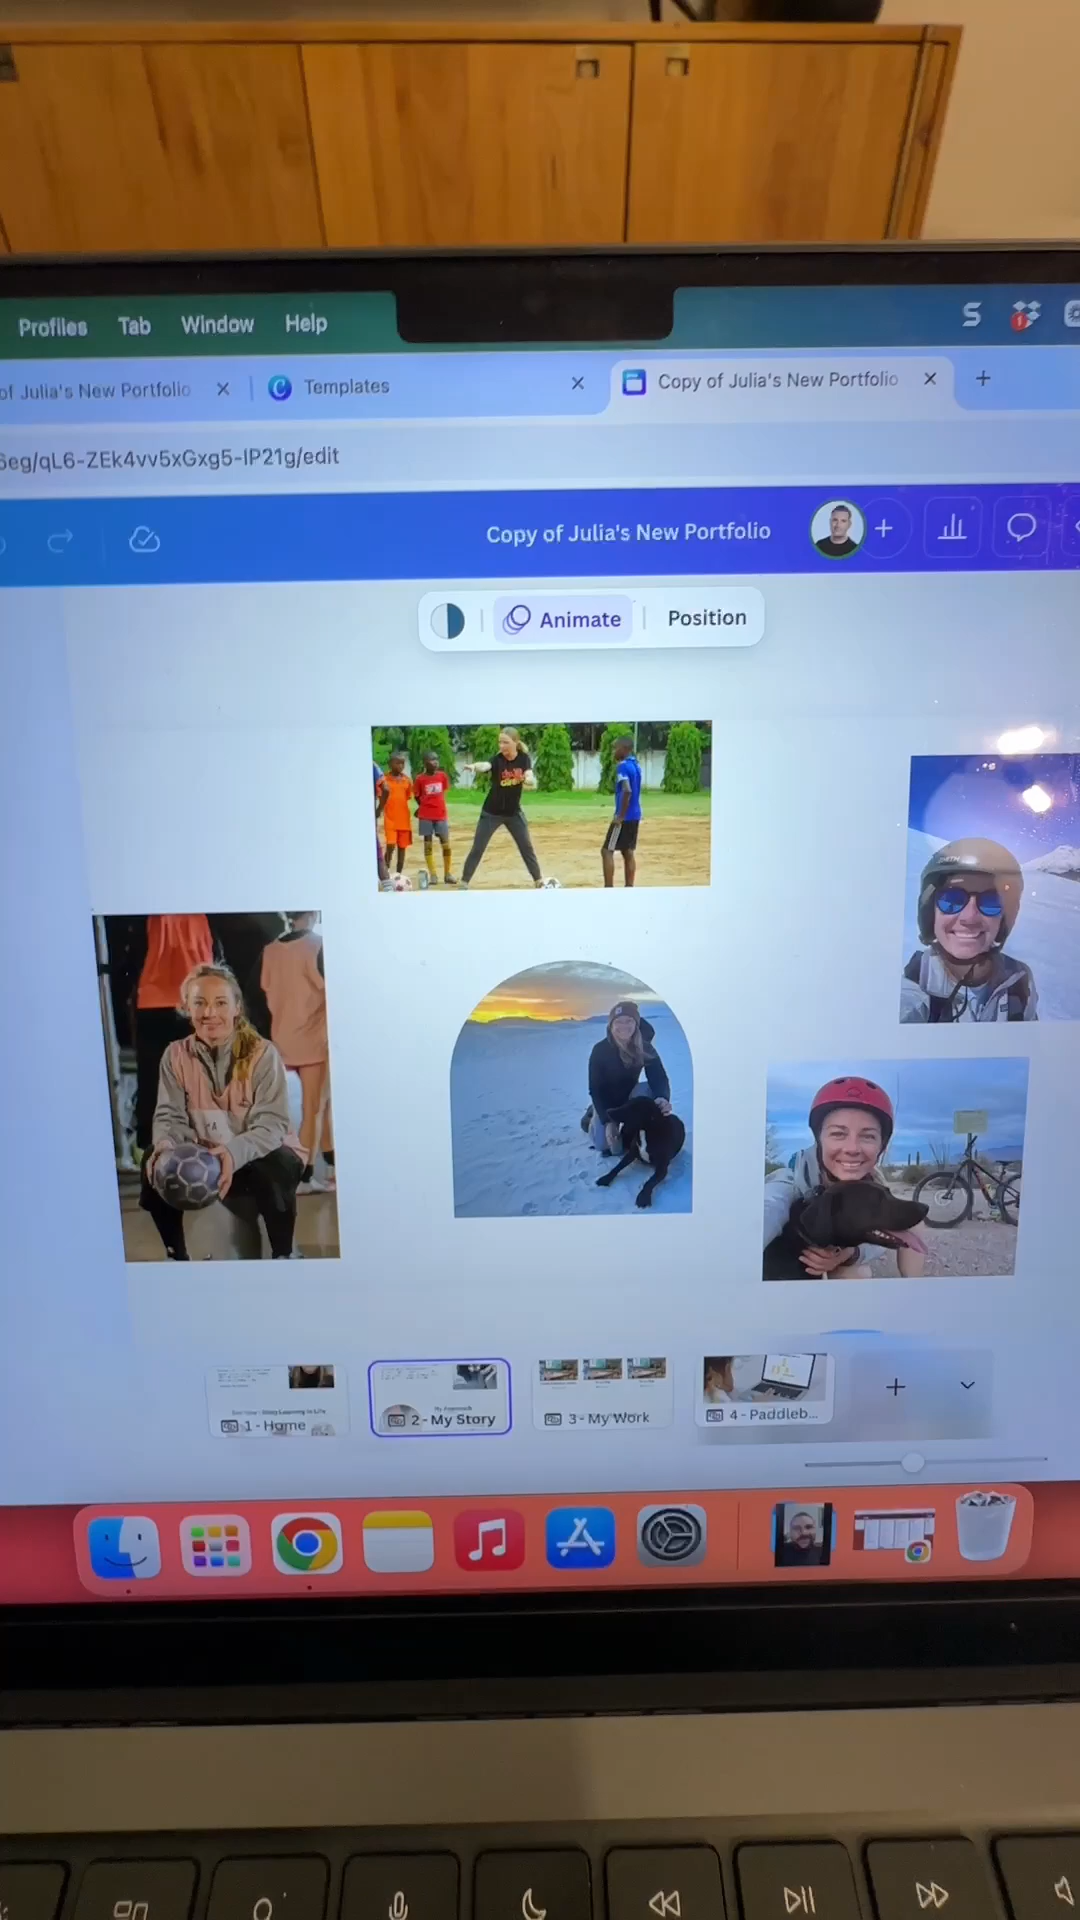 Profiles Tab Window Help
of Julia's New Portfolio
Templates
Copy of Julia's New Portfolio
6eg/qL6-ZEk4vv5xGxg5-IP21g/edit
Copy of Julia's New Portfolio
Animate
Position
1 - Home
2 - My Story
3 - My Work
4 - Paddleb...